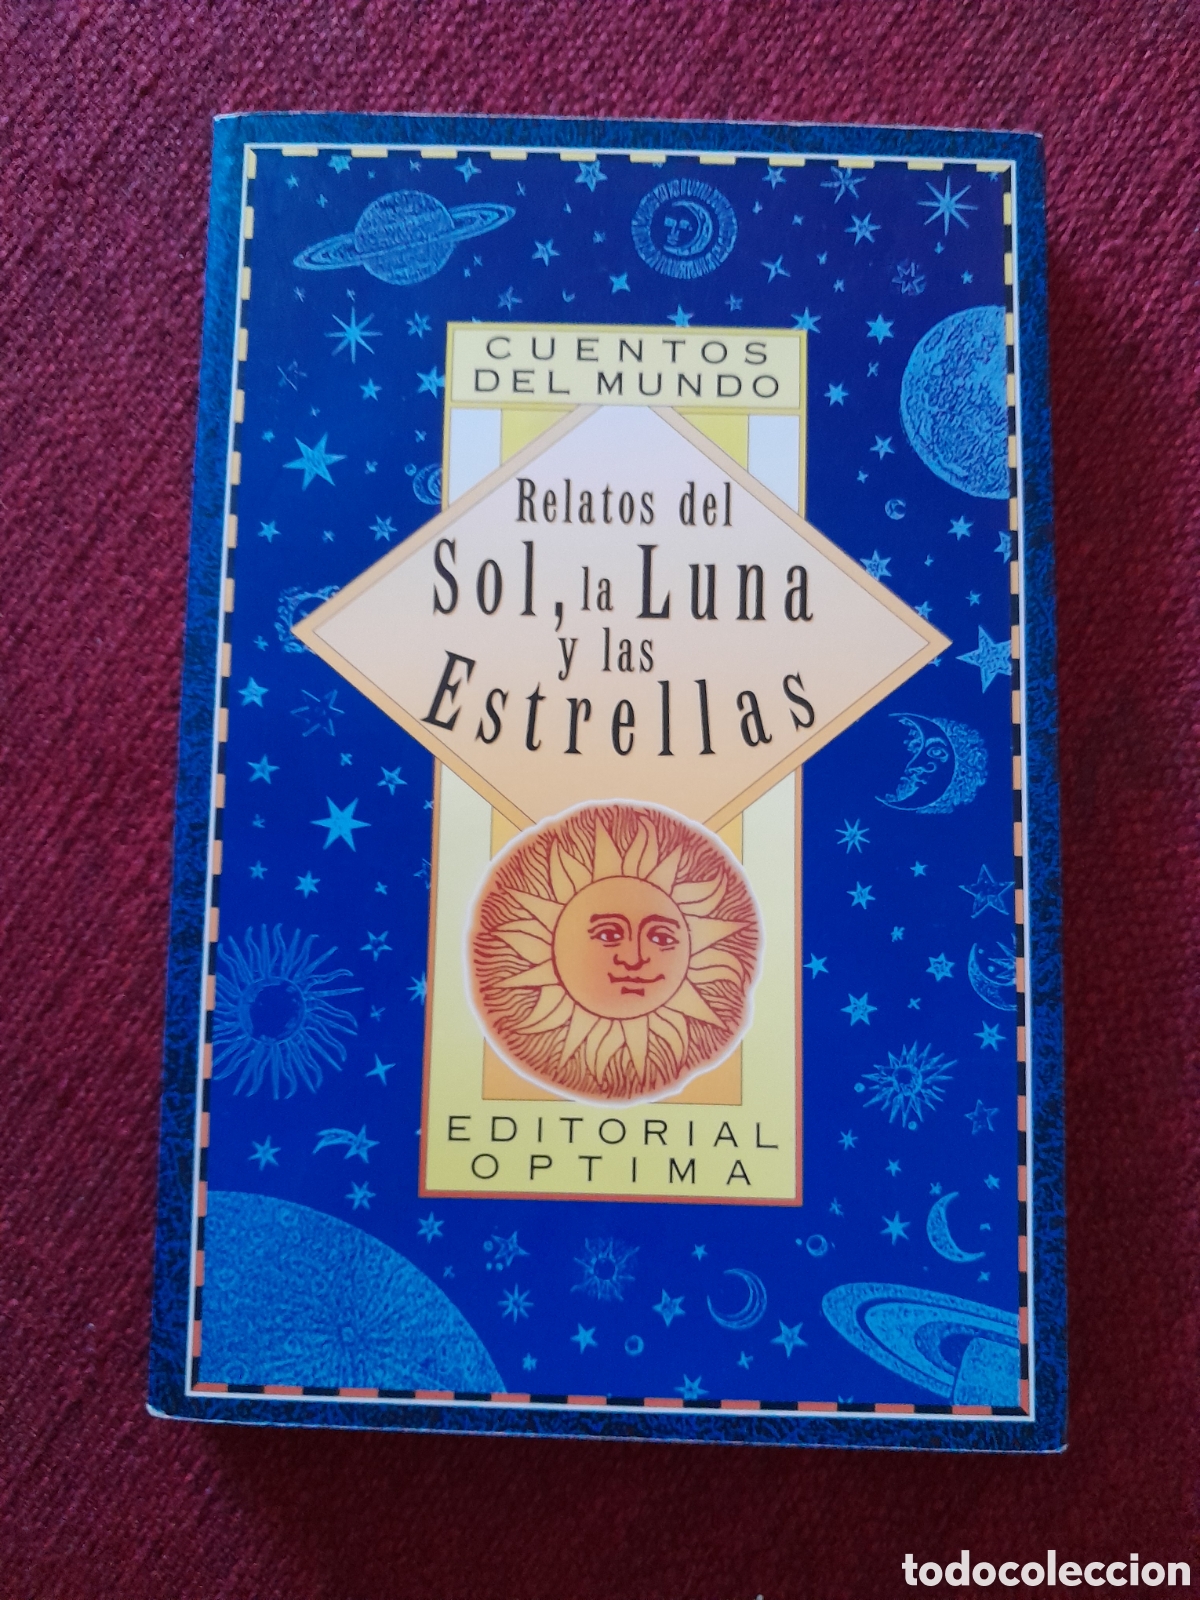 CUENTOS
DEL MUNDO
Relatos del
Sol, la Luna
y las
Estrellas
EDITORIAL
OPTIMA
todocoleccion